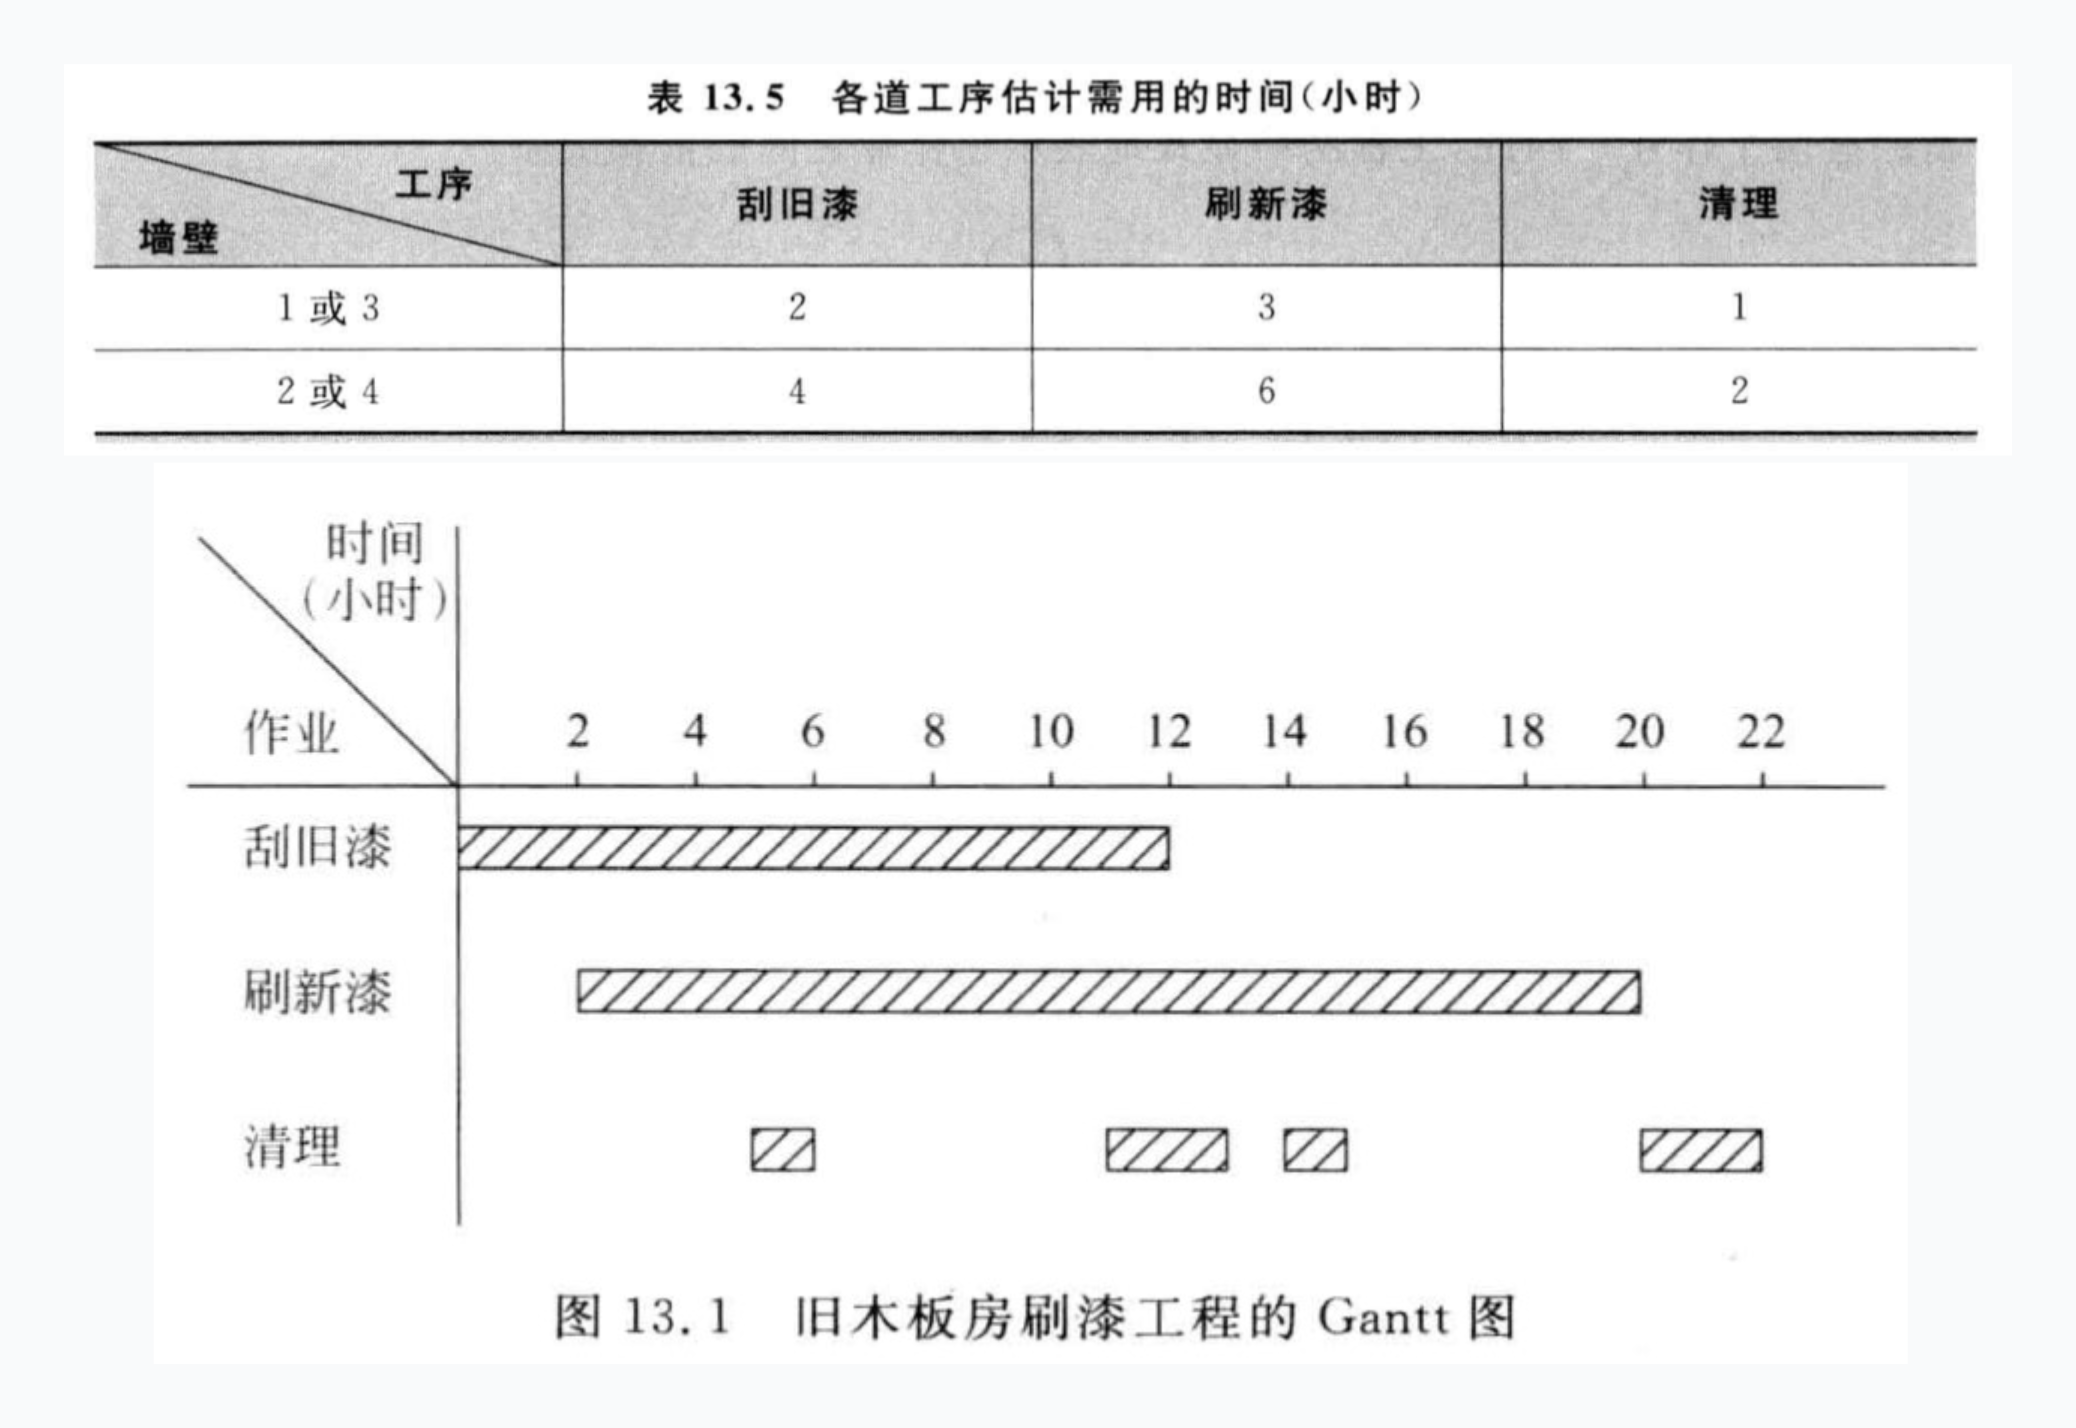 表 13.5 各道工序估计需用的时间(小时)
工序
墙壁
刮旧漆 刷新漆 清理
1 或 3 2 3 1
2 或 4 4 6 2
时间
(小时)
作业 2 4 6 8 10 12 14 16 18 20 22
刮旧漆
刷新漆
清理
图 13.1 旧木板房刷漆工程的 Gantt 图